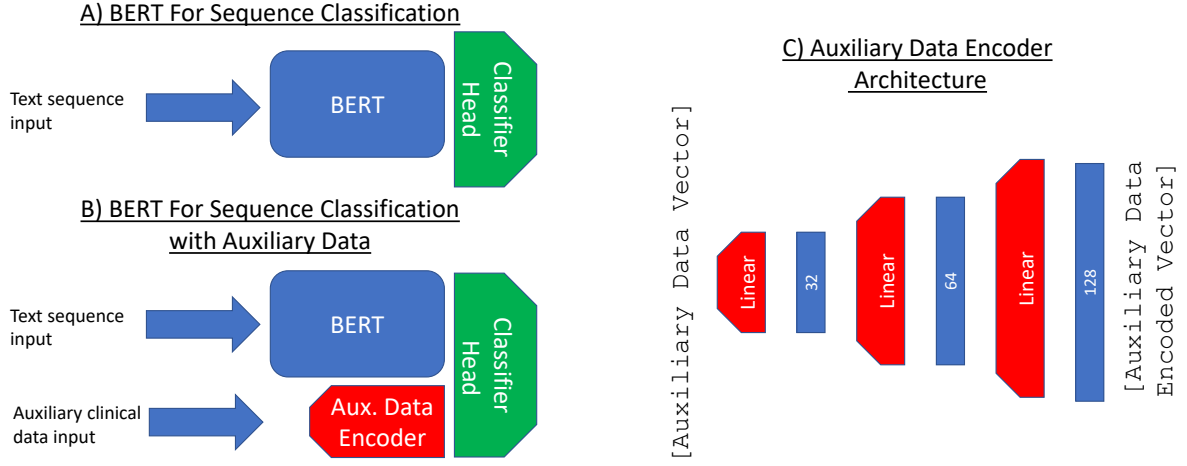 A) BERT For Sequence Classification
Text sequence
input
BERT
Classifier
Head
B) BERT For Sequence Classification
with Auxiliary Data
Text sequence
input
BERT
Classifier
Head
Auxiliary clinical
data input
Aux. Data
Encoder
C) Auxiliary Data Encoder
Architecture
[Auxiliary Data Vector]
Linear
32
Linear
64
Linear
128
[Auxiliary Data
Encoded Vector]